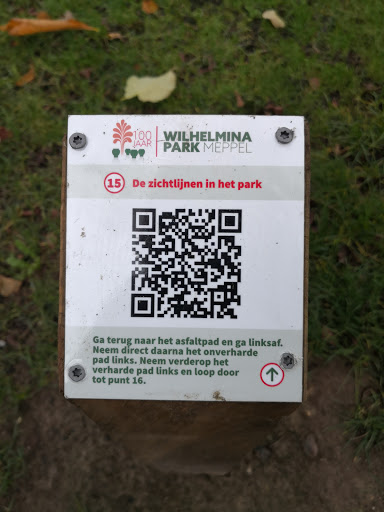 100
JAAR
WILHELMINA
PARK MEPPEL
15 De zichtlijnen in het park
Ga terug naar het asfaltpad en ga linksaf.
Neem direct daarna het onverharde
pad links. Neem verderop het
verharde pad links en loop door
tot punt 16.